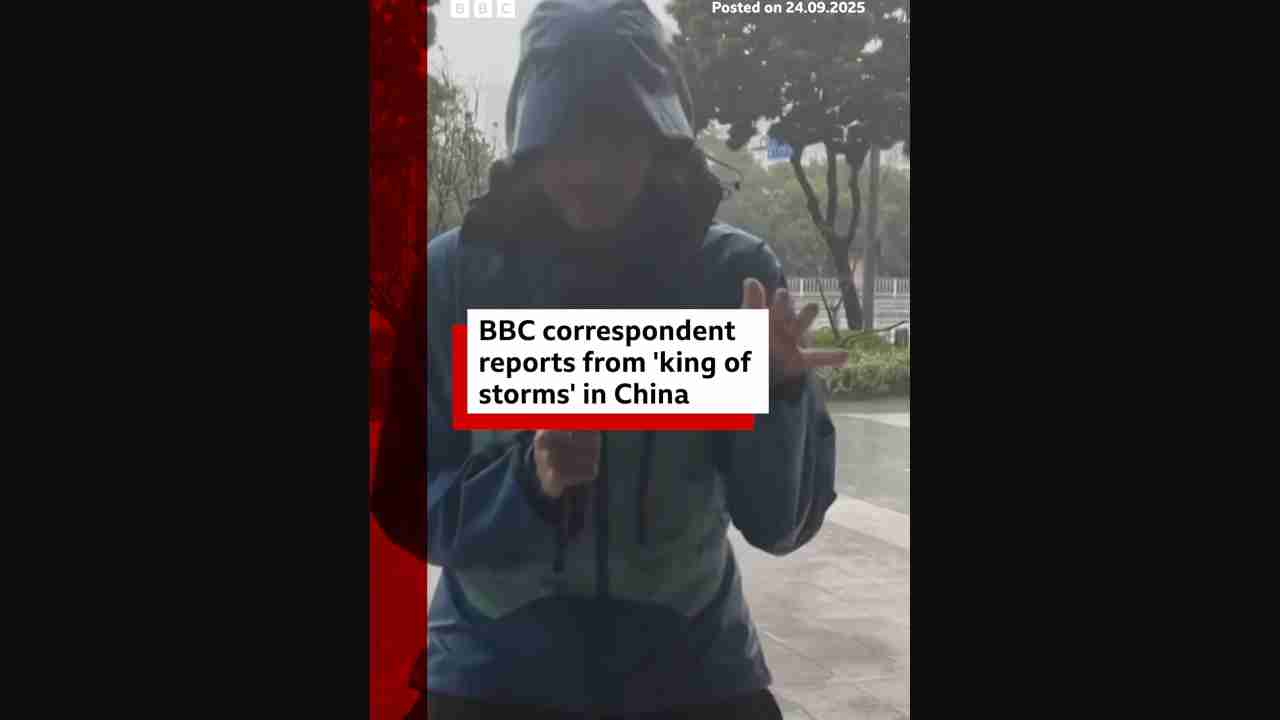 BBC
Posted on 24.09.2025
BBC correspondent
reports from 'king of
storms' in China